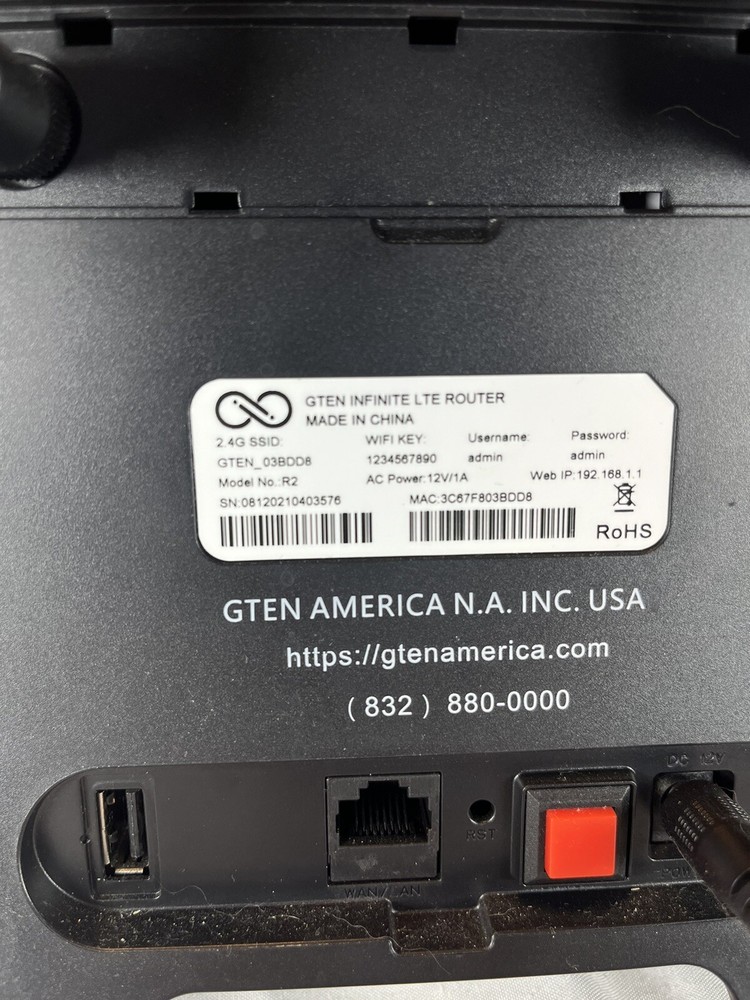 GTEN INFINITE LTE ROUTER
MADE IN CHINA
2.4G SSID: WIFI KEY: Username: Password:
GTEN_03BDD8 1234567890 admin admin
Model No.:R2 AC Power:12V/1A Web IP:192.168.1.1
SN:08120210403576 MAC:3C67F803BDD8
RoHS
GTEN AMERICA N.A. INC. USA
https://gtenamerica.com
(832) 880-0000
DC 12V
RST
WAN/LAN